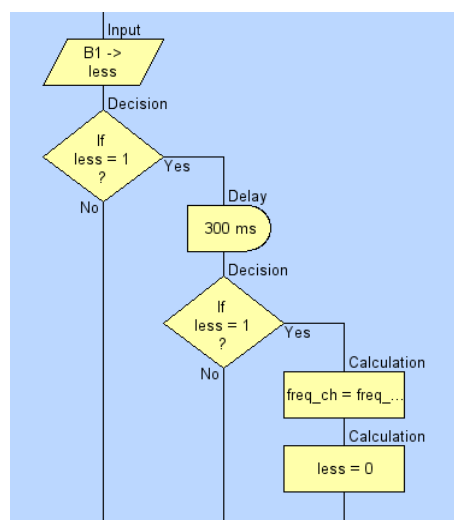 Input
B1 ->
less
Decision
If
less = 1
?
Yes
No
Delay
300 ms
Decision
If
less = 1
?
Yes
No
Calculation
freq_ch = freq_...
Calculation
less = 0